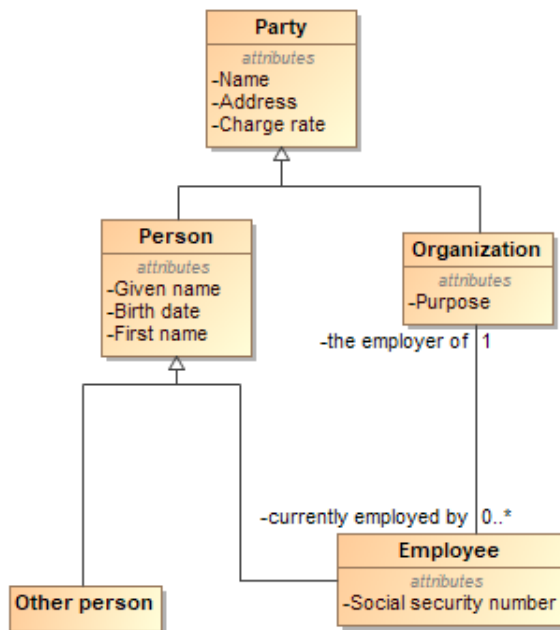 Party
attributes
-Name
-Address
-Charge rate
Person
attributes
-Given name
-Birth date
-First name
Organization
attributes
-Purpose
-the employer of 1
-currently employed by 0..*
Employee
attributes
-Social security number
Other person